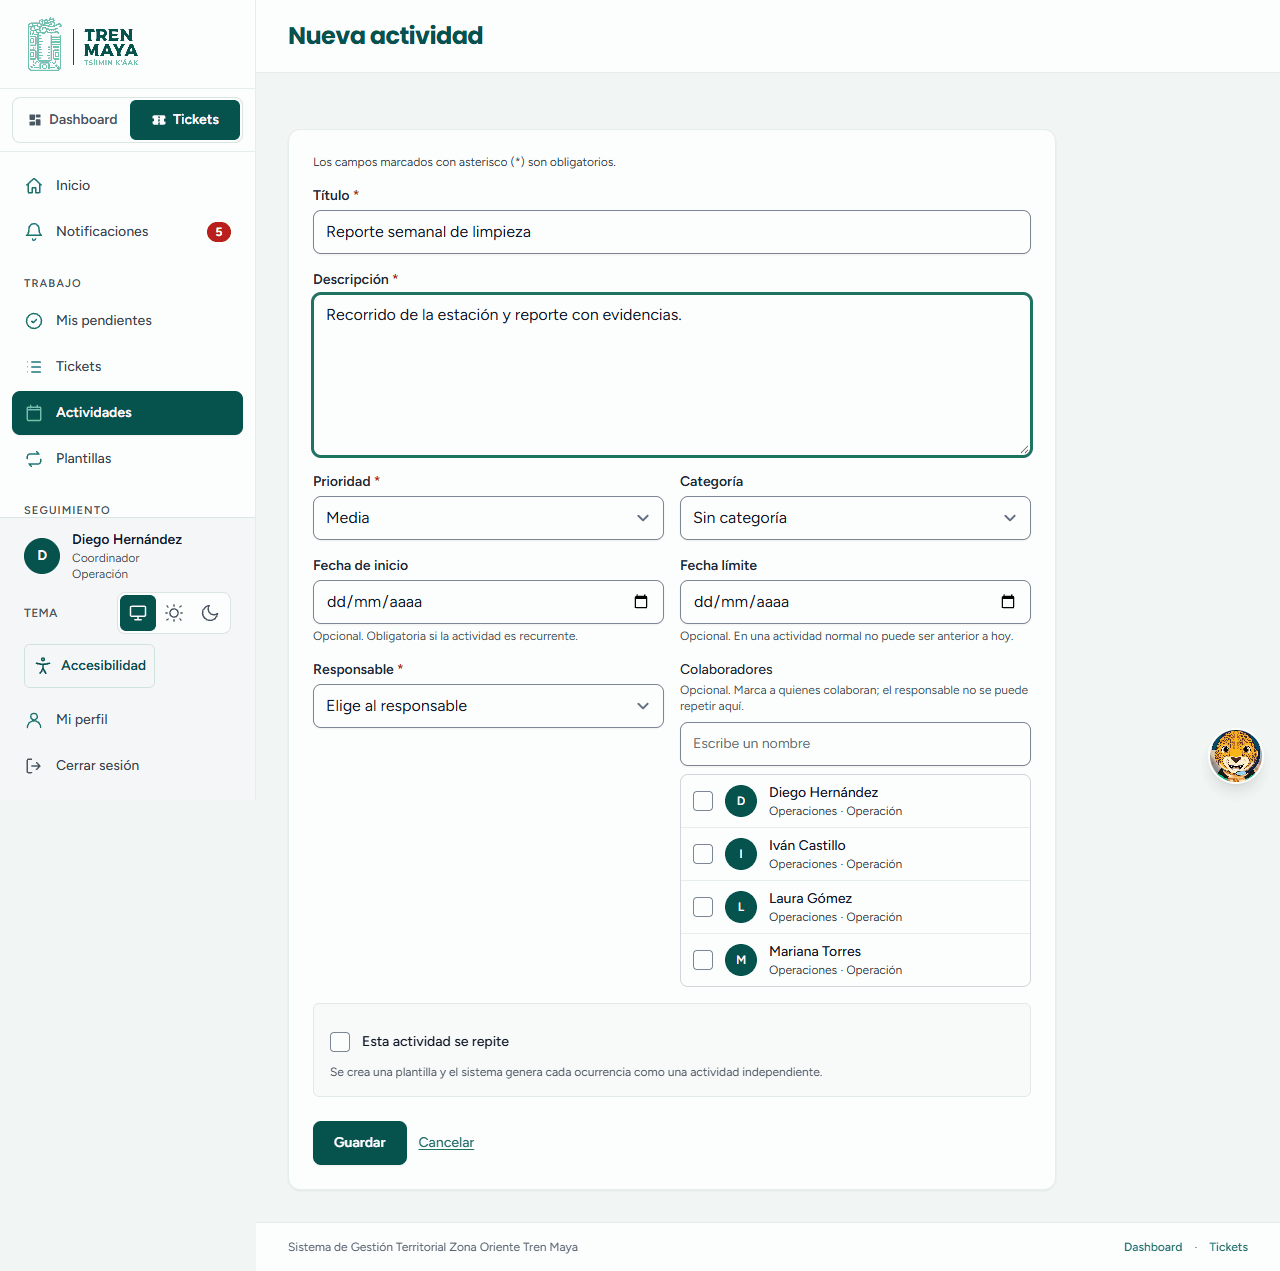 TREN
MAYA
TSÍIMIN K'ÁAK
Dashboard
Tickets
Inicio
Notificaciones
5
TRABAJO
Mis pendientes
Tickets
Actividades
Plantillas
SEGUIMIENTO
D
Diego Hernández
Coordinador
Operación
TEMA
Accesibilidad
Mi perfil
Cerrar sesión
Nueva actividad
Los campos marcados con asterisco (*) son obligatorios.
Título *
Reporte semanal de limpieza
Descripción *
Recorrido de la estación y reporte con evidencias.
Prioridad *
Media
Categoría
Sin categoría
Fecha de inicio
dd/mm/aaaa
Opcional. Obligatoria si la actividad es recurrente.
Fecha límite
dd/mm/aaaa
Opcional. En una actividad normal no puede ser anterior a hoy.
Responsable *
Elige al responsable
Colaboradores
Opcional. Marca a quienes colaboran; el responsable no se puede
repetir aquí.
Escribe un nombre
D
Diego Hernández
Operaciones · Operación
I
Iván Castillo
Operaciones · Operación
L
Laura Gómez
Operaciones · Operación
M
Mariana Torres
Operaciones · Operación
Esta actividad se repite
Se crea una plantilla y el sistema genera cada ocurrencia como una actividad independiente.
Guardar
Cancelar
Sistema de Gestión Territorial Zona Oriente Tren Maya
Dashboard · Tickets